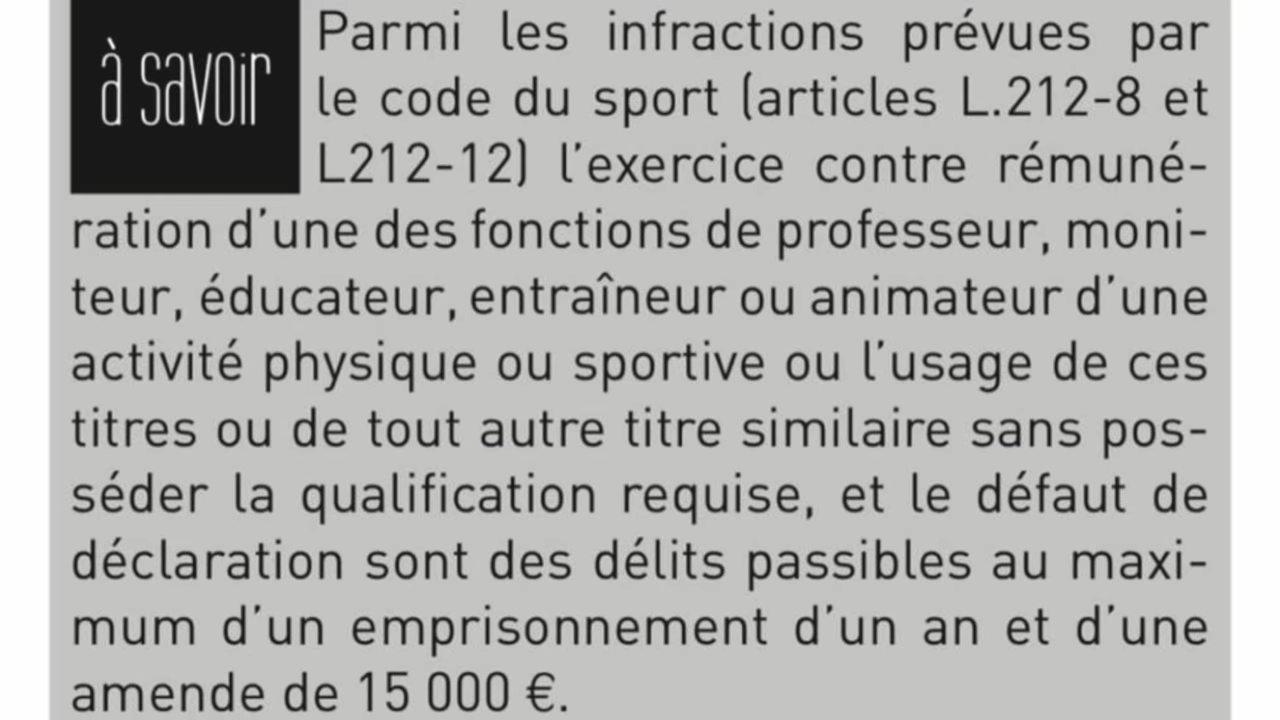 à savoir
Parmi les infractions prévues par
le code du sport (articles L.212-8 et
L212-12) l’exercice contre rémuné-
ration d’une des fonctions de professeur, moni-
teur, éducateur, entraîneur ou animateur d’une
activité physique ou sportive ou l’usage de ces
titres ou de tout autre titre similaire sans pos-
séder la qualification requise, et le défaut de
déclaration sont des délits passibles au maxi-
mum d’un emprisonnement d’un an et d’une
amende de 15 000 €.